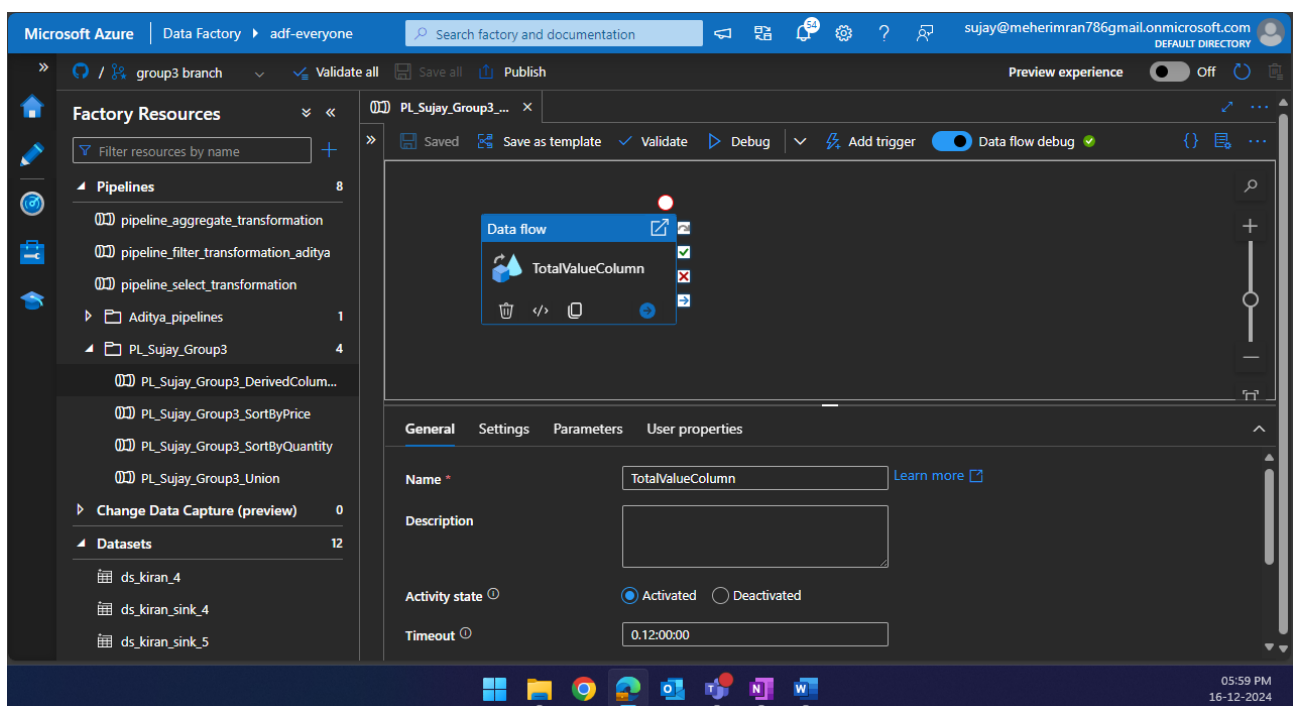 Microsoft Azure Data Factory adf-everyone Search factory and documentation 54 ? sujay@meherimran786gmail.onmicrosoft.com
DEFAULT DIRECTORY
» / group3 branch Validate all Save all Publish Preview experience Off
Factory Resources
Filter resources by name
Pipelines 8
pipeline_aggregate_transformation
pipeline_filter_transformation_aditya
pipeline_select_transformation
Aditya_pipelines 1
PL_Sujay_Group3 4
PL_Sujay_Group3_DerivedColum...
PL_Sujay_Group3_SortByPrice
PL_Sujay_Group3_SortByQuantity
PL_Sujay_Group3_Union
Change Data Capture (preview) 0
Datasets 12
ds_kiran_4
ds_kiran_sink_4
ds_kiran_sink_5
PL_Sujay_Group3_...
Saved Save as template Validate Debug Add trigger Data flow debug
Data flow
TotalValueColumn
General Settings Parameters User properties
Name * TotalValueColumn Learn more
Description
Activity state Activated Deactivated
Timeout 0.12:00:00
05:59 PM
16-12-2024